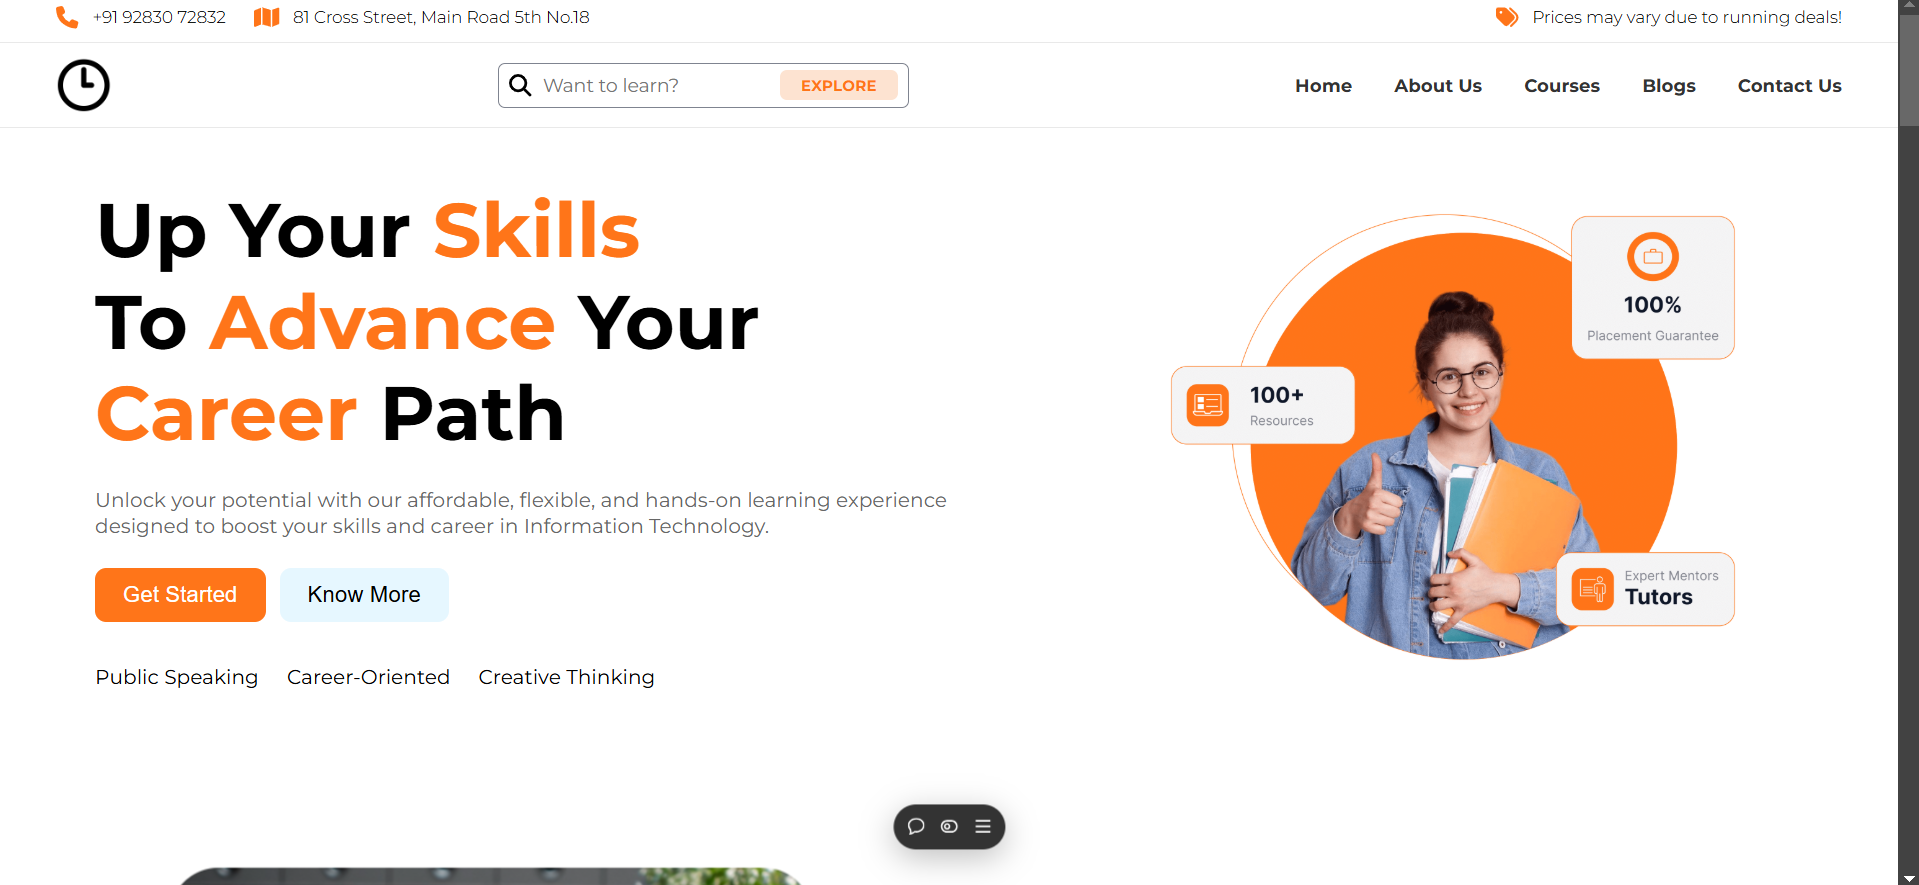 +91 92830 72832
81 Cross Street, Main Road 5th No.18
Prices may vary due to running deals!
Want to learn?
EXPLORE
Home
About Us
Courses
Blogs
Contact Us
Up Your Skills
To Advance Your
Career Path
Unlock your potential with our affordable, flexible, and hands-on learning experience
designed to boost your skills and career in Information Technology.
Get Started
Know More
Public Speaking
Career-Oriented
Creative Thinking
100%
Placement Guarantee
100+
Resources
Expert Mentors
Tutors